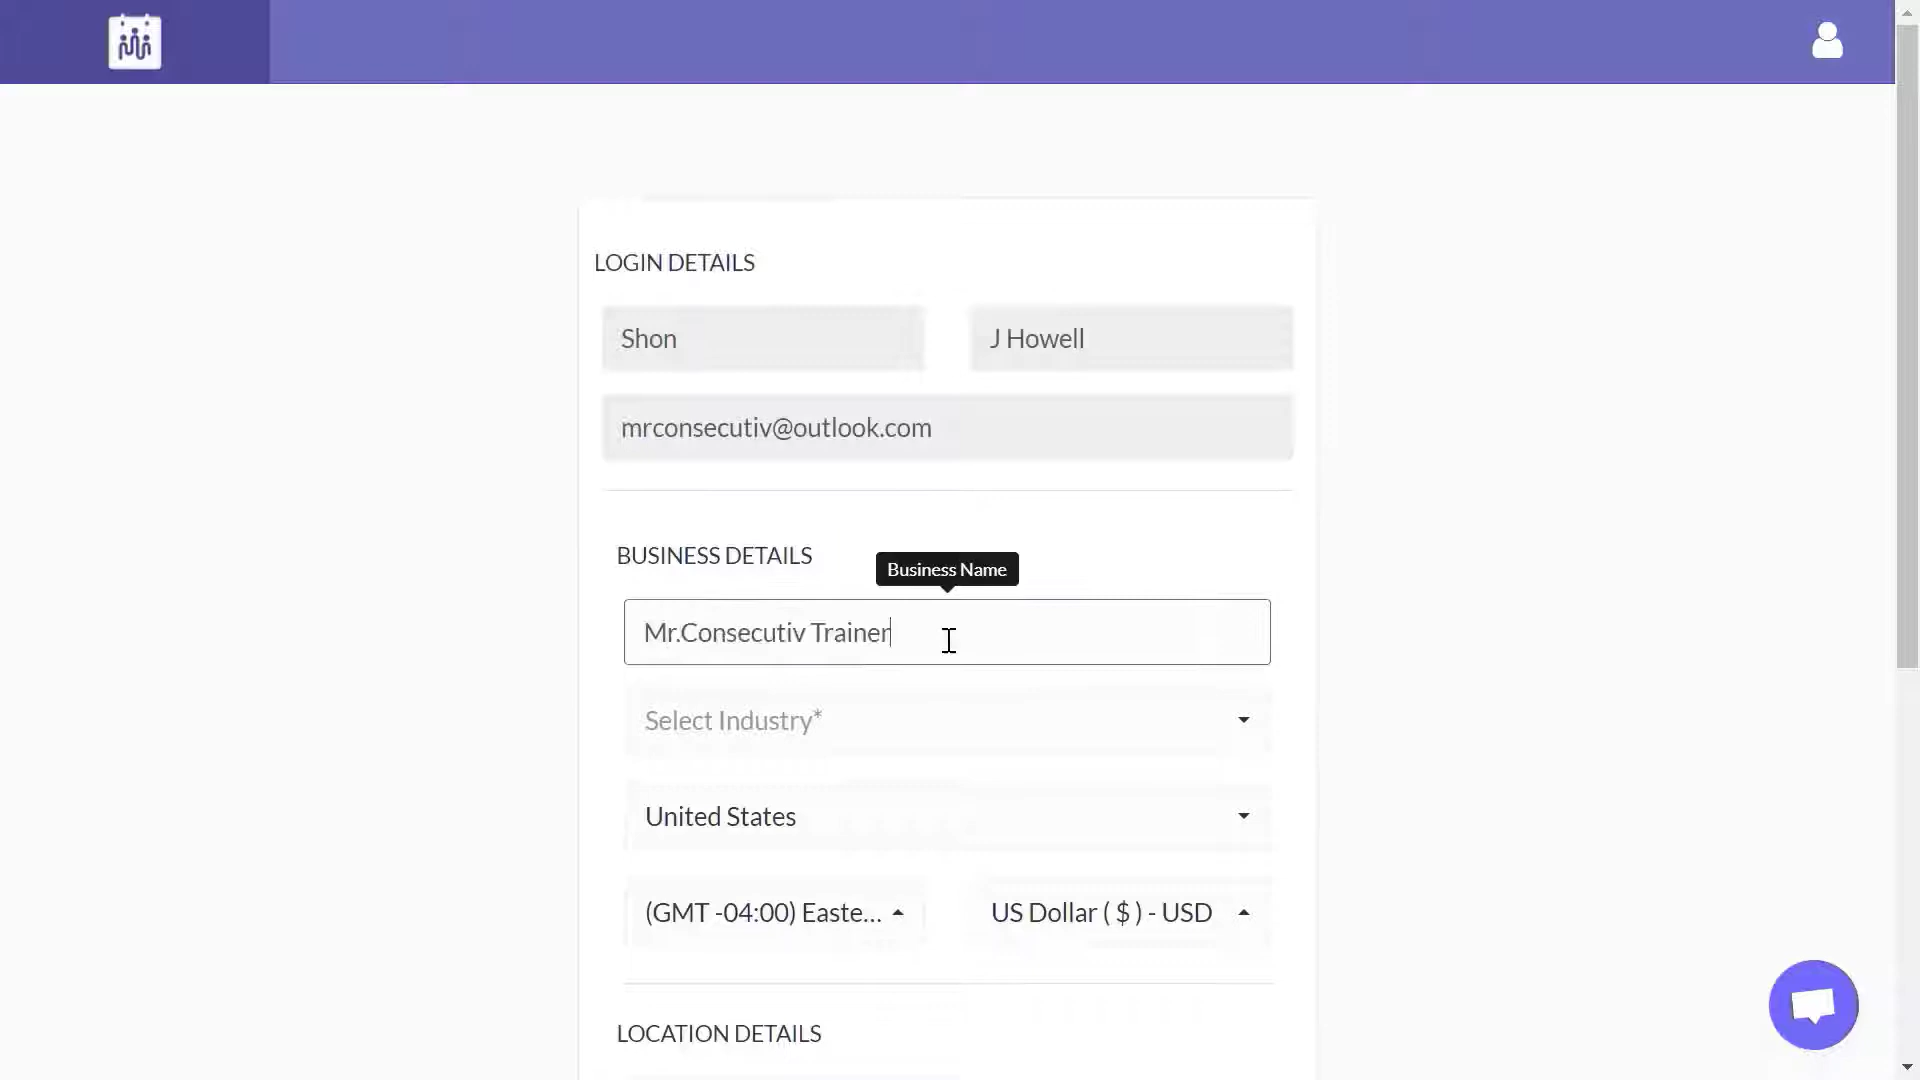 LOGIN DETAILS
Shon
J Howell
mrconsecutiv@outlook.com
BUSINESS DETAILS
Business Name
Mr.Consecutiv Trainer
Select Industry*
United States
(GMT -04:00) Easte...
US Dollar ( $ ) - USD
LOCATION DETAILS